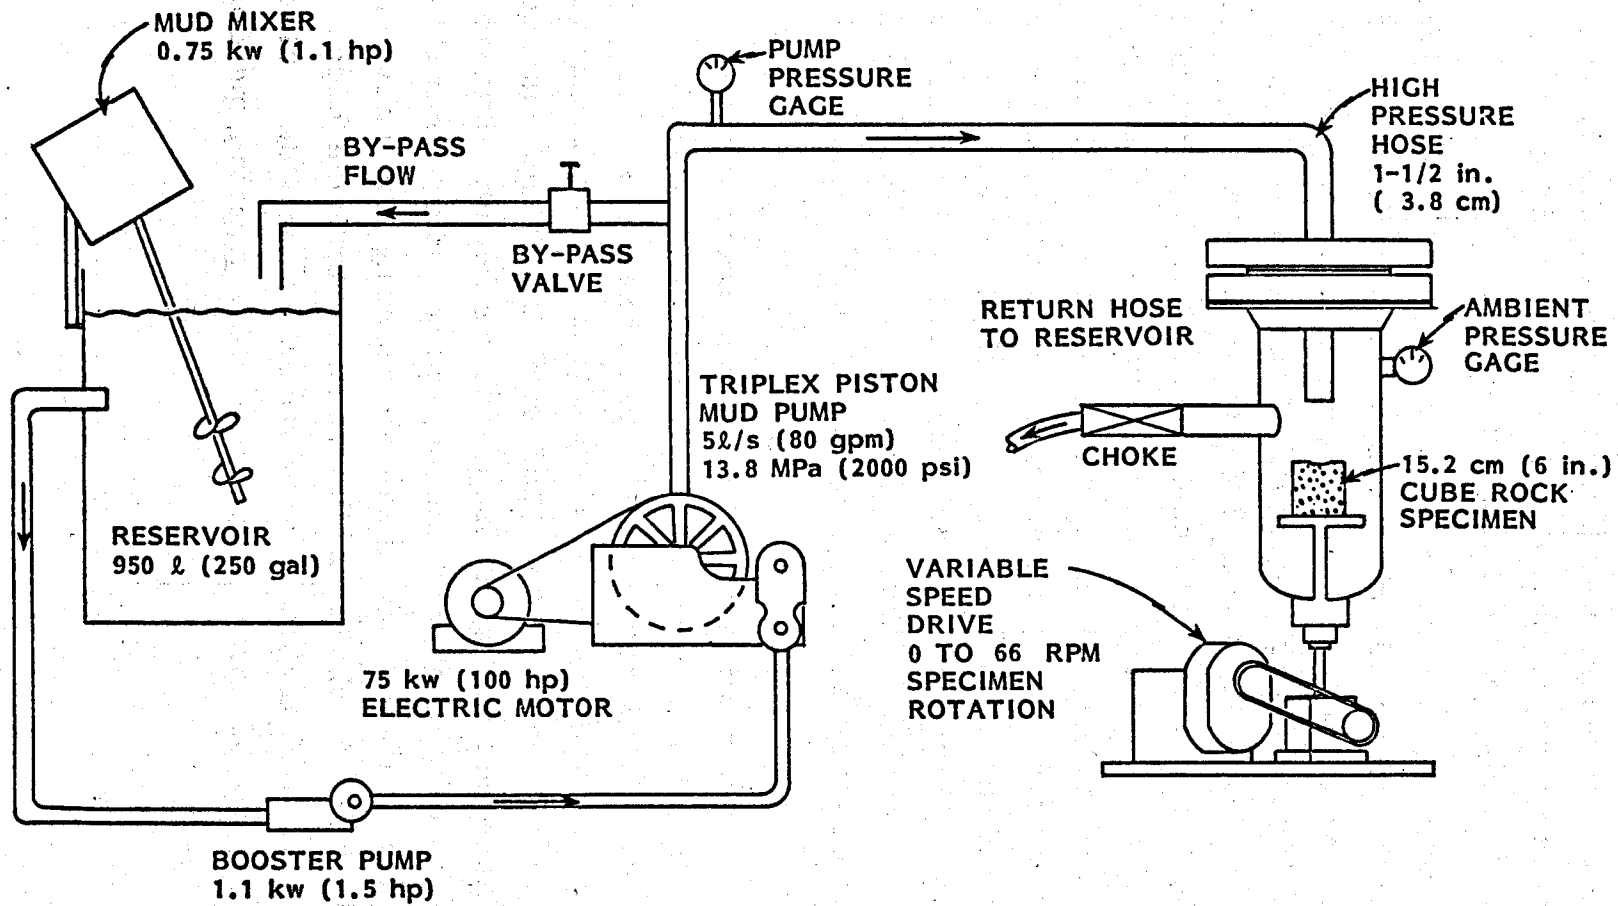 MUD MIXER
0.75 kw (1.1 hp)
PUMP
PRESSURE
GAGE
HIGH
PRESSURE
HOSE
1-1/2 in.
( 3.8 cm)
BY-PASS
FLOW
BY-PASS
VALVE
RETURN HOSE
TO RESERVOIR
AMBIENT
PRESSURE
GAGE
TRIPLEX PISTON
MUD PUMP
5ℓ/s (80 gpm)
13.8 MPa (2000 psi)
CHOKE
15.2 cm (6 in.)
CUBE ROCK
SPECIMEN
RESERVOIR
950 ℓ (250 gal)
VARIABLE
SPEED
DRIVE
0 TO 66 RPM
SPECIMEN
ROTATION
75 kw (100 hp)
ELECTRIC MOTOR
BOOSTER PUMP
1.1 kw (1.5 hp)